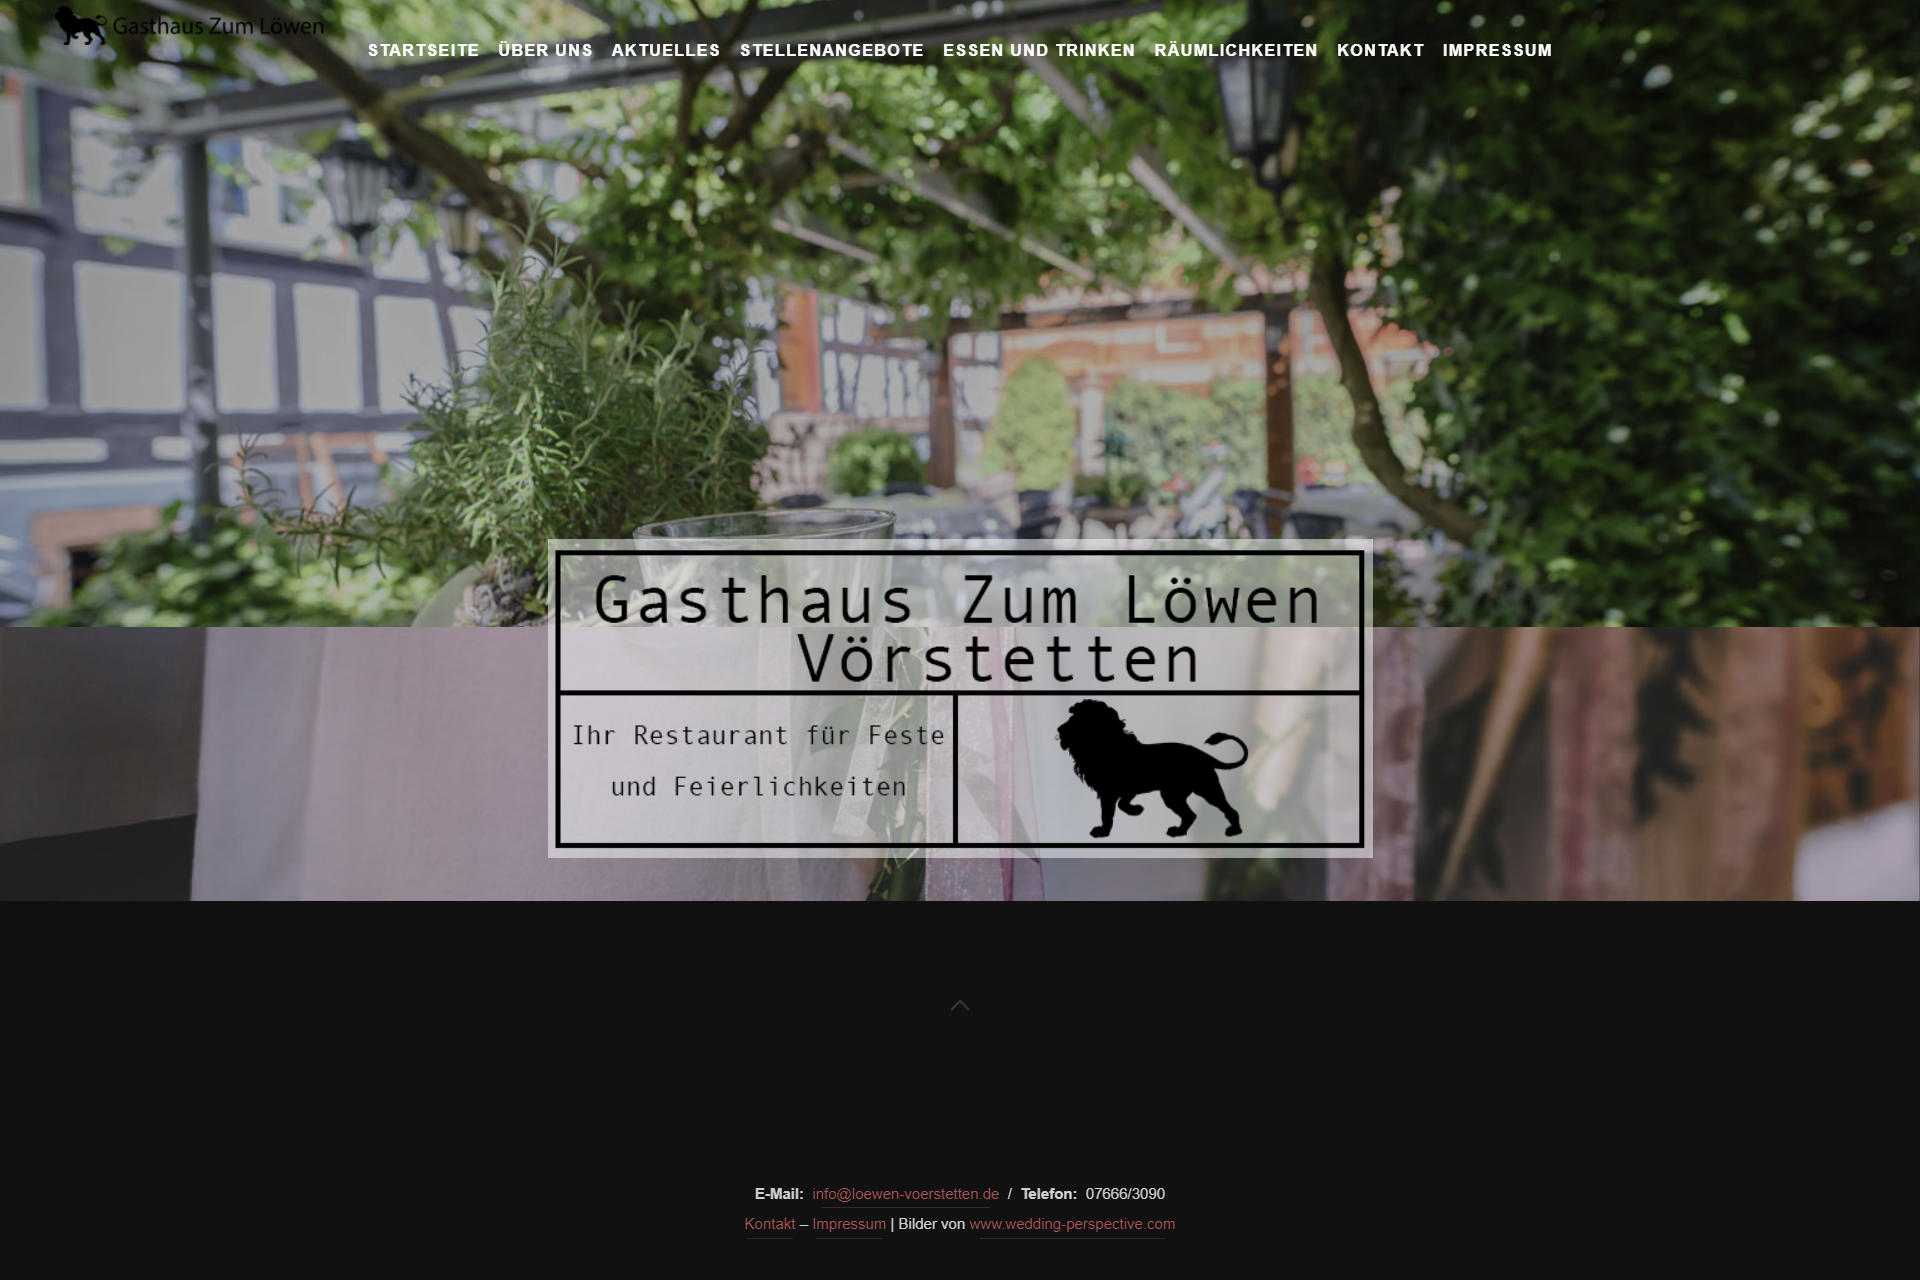 Gasthaus Zum Löwen
STARTSEITE ÜBER UNS AKTUELLES STELLENANGEBOTE ESSEN UND TRINKEN RÄUMLICHKEITEN KONTAKT IMPRESSUM
Gasthaus Zum Löwen
Vörstetten
Ihr Restaurant für Feste
und Feierlichkeiten
E-Mail: info@loewen-voerstetten.de / Telefon: 07666/3090
Kontakt – Impressum | Bilder von www.wedding-perspective.com